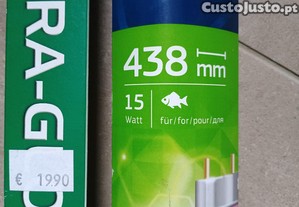 CustoJusto.pt
RA-G
€ 1990
438 mm
15
Watt
für/for/pour/для